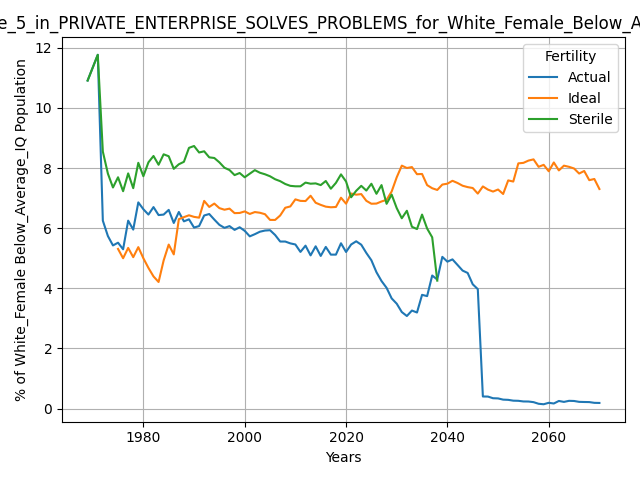 e_5_in_PRIVATE_ENTERPRISE_SOLVES_PROBLEMS_for_White_Female_Below_A
% of White_Female Below_Average_IQ Population
12
10
8
6
4
2
0
Fertility
Actual
Ideal
Sterile
1980
2000
2020
2040
2060
Years